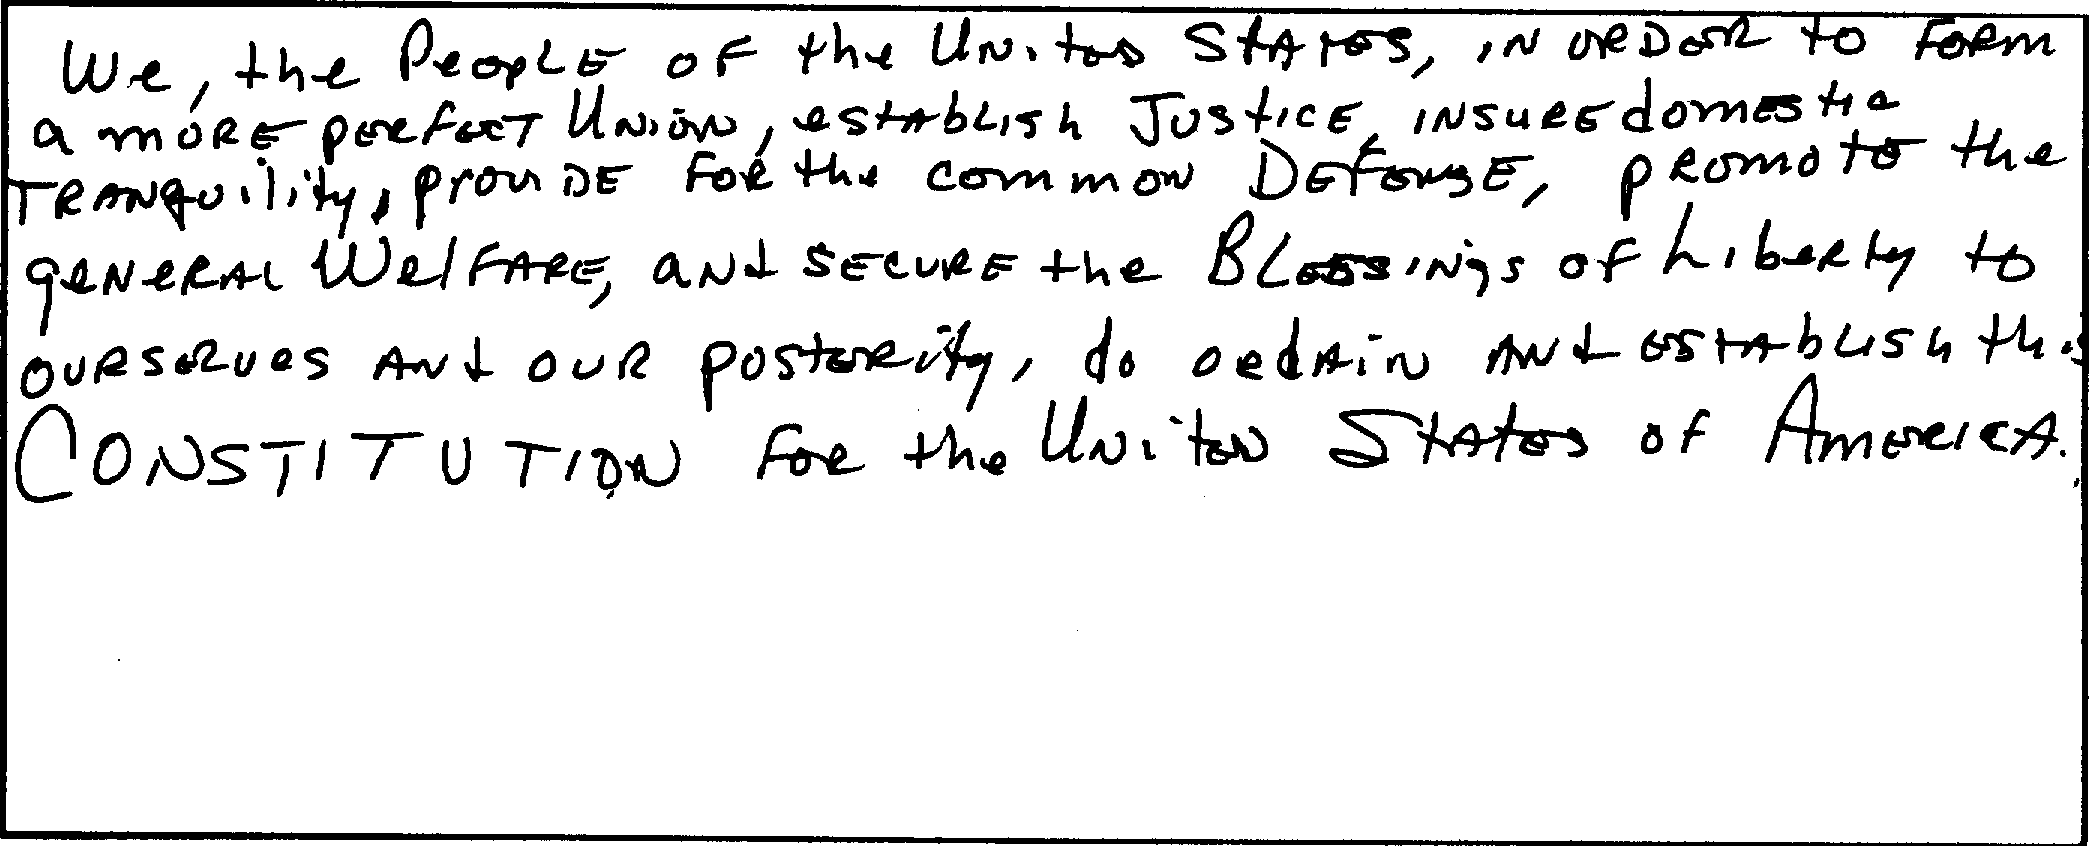 We, the People of the United States, in order to form
a more perfect Union, establish Justice, insure domestic
Tranquility, provide for the common Defense, promote the
general Welfare, and secure the Blessings of Liberty to
ourselves and our posterity, do ordain and establish this
CONSTITUTION for the United States of America.